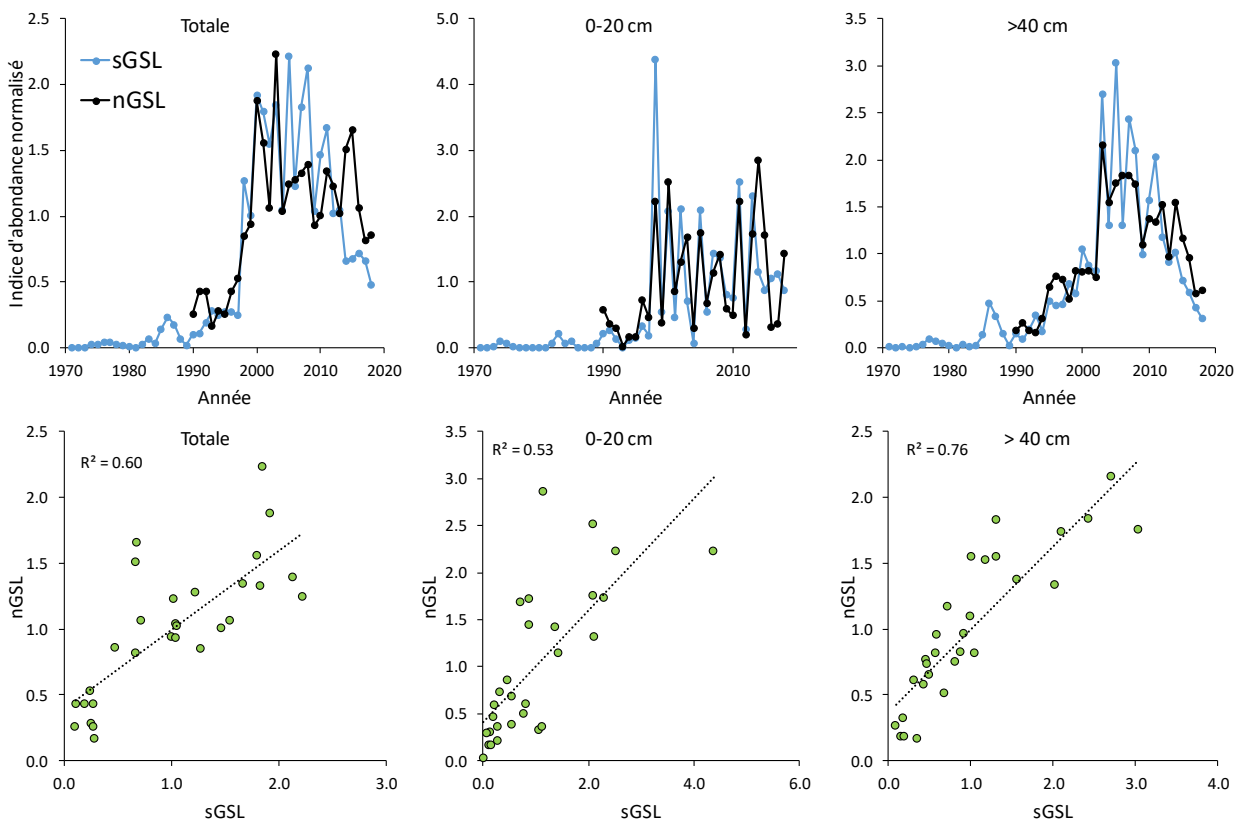 Totale
2.5
2.0
1.5
1.0
0.5
0.0
1970 1980 1990 2000 2010 2020
Indice d'abondance normalisé
Année
sGSL
nGSL
0-20 cm
5.0
4.0
3.0
2.0
1.0
0.0
1970 1990 2010
Année
>40 cm
3.5
3.0
2.5
2.0
1.5
1.0
0.5
0.0
1970 1980 1990 2000 2010 2020
Année
Totale
R² = 0.60
2.5
2.0
1.5
1.0
0.5
0.0
0.0 1.0 2.0 3.0
nGSL
sGSL
0-20 cm
R² = 0.53
3.5
3.0
2.5
2.0
1.5
1.0
0.5
0.0
0.0 2.0 4.0 6.0
nGSL
sGSL
> 40 cm
R² = 0.76
2.5
2.0
1.5
1.0
0.5
0.0
0.0 1.0 2.0 3.0 4.0
nGSL
sGSL